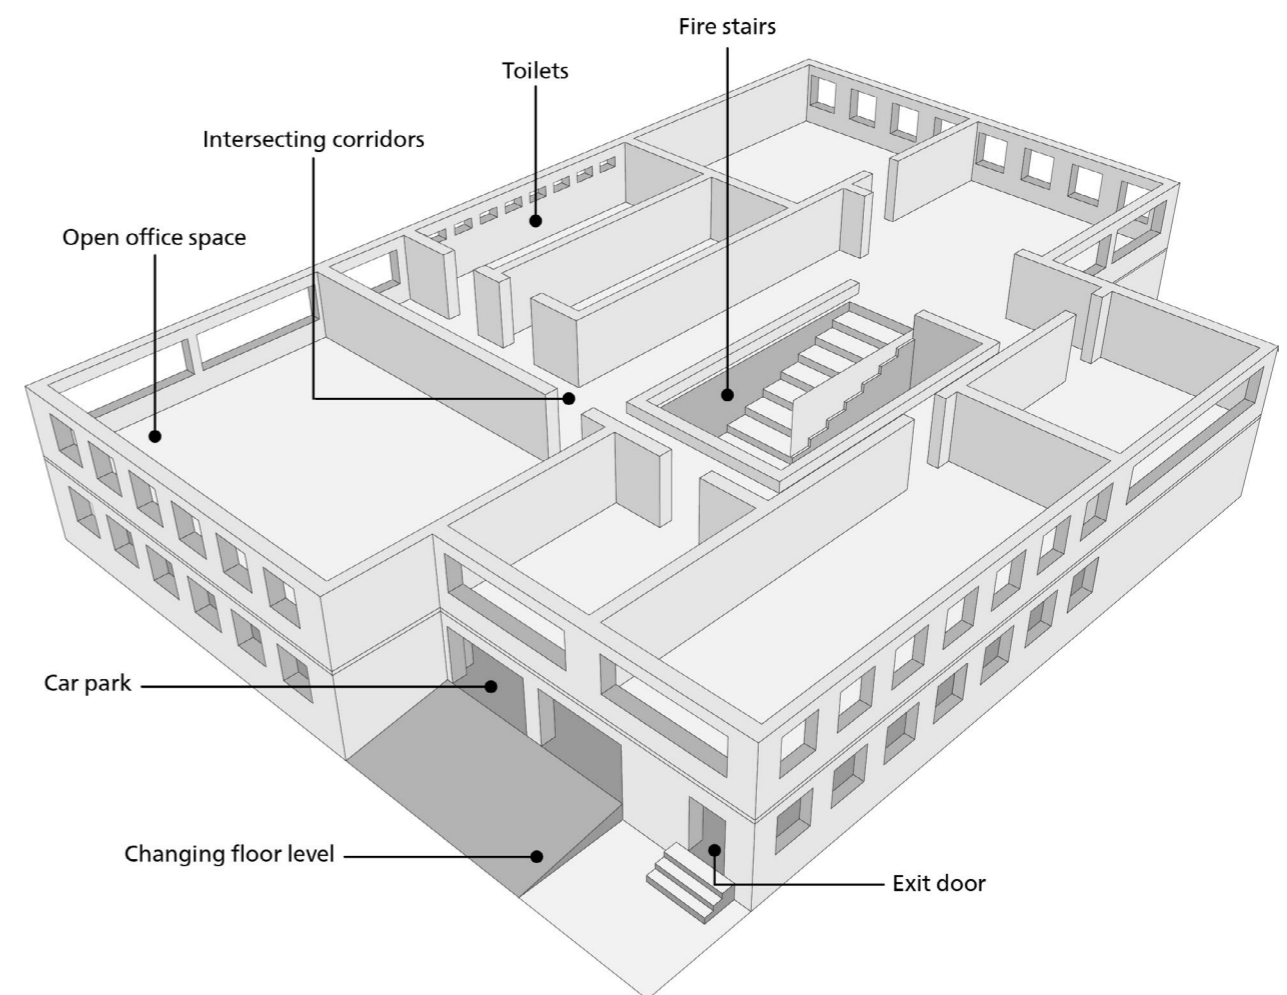 Fire stairs
Toilets
Intersecting corridors
Open office space
Car park
Changing floor level
Exit door